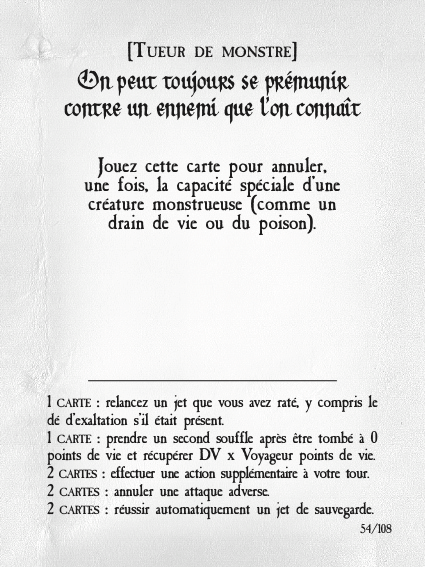 [Tueur de monstre]
On peut toujours se prémunir
contre un ennemi que l'on connaît
Jouez cette carte pour annuler,
une fois, la capacité spéciale d'une
créature monstrueuse (comme un
drain de vie ou du poison).
1 carte : relancez un jet que vous avez raté, y compris le
dé d'exaltation s'il était présent.
1 carte : prendre un second souffle après être tombé à 0
points de vie et récupérer DV x Voyageur points de vie.
2 cartes : effectuer une action supplémentaire à votre tour.
2 cartes : annuler une attaque adverse.
2 cartes : réussir automatiquement un jet de sauvegarde.
54/108